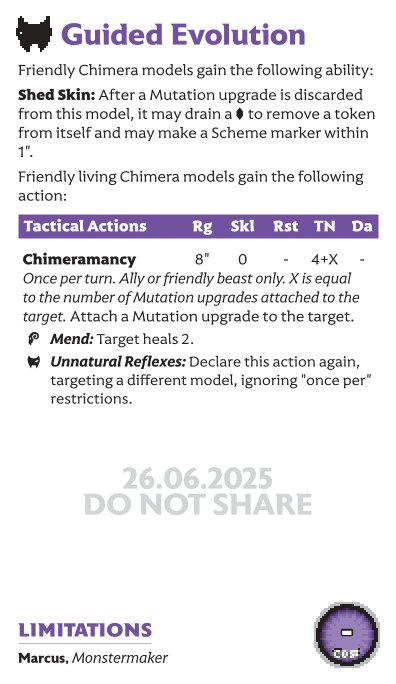 Guided Evolution
Friendly Chimera models gain the following ability:
Shed Skin: After a Mutation upgrade is discarded
from this model, it may drain a to remove a token
from itself and may make a Scheme marker within
1".
Friendly living Chimera models gain the following
action:
Tactical Actions Rg Skl Rst TN Da
Chimeramancy 8" 0 - 4+X -
Once per turn. Ally or friendly beast only. X is equal
to the number of Mutation upgrades attached to the
target. Attach a Mutation upgrade to the target.
Mend: Target heals 2.
Unnatural Reflexes: Declare this action again,
targeting a different model, ignoring "once per"
restrictions.
26.06.2025
DO NOT SHARE
LIMITATIONS
Marcus, Monstermaker